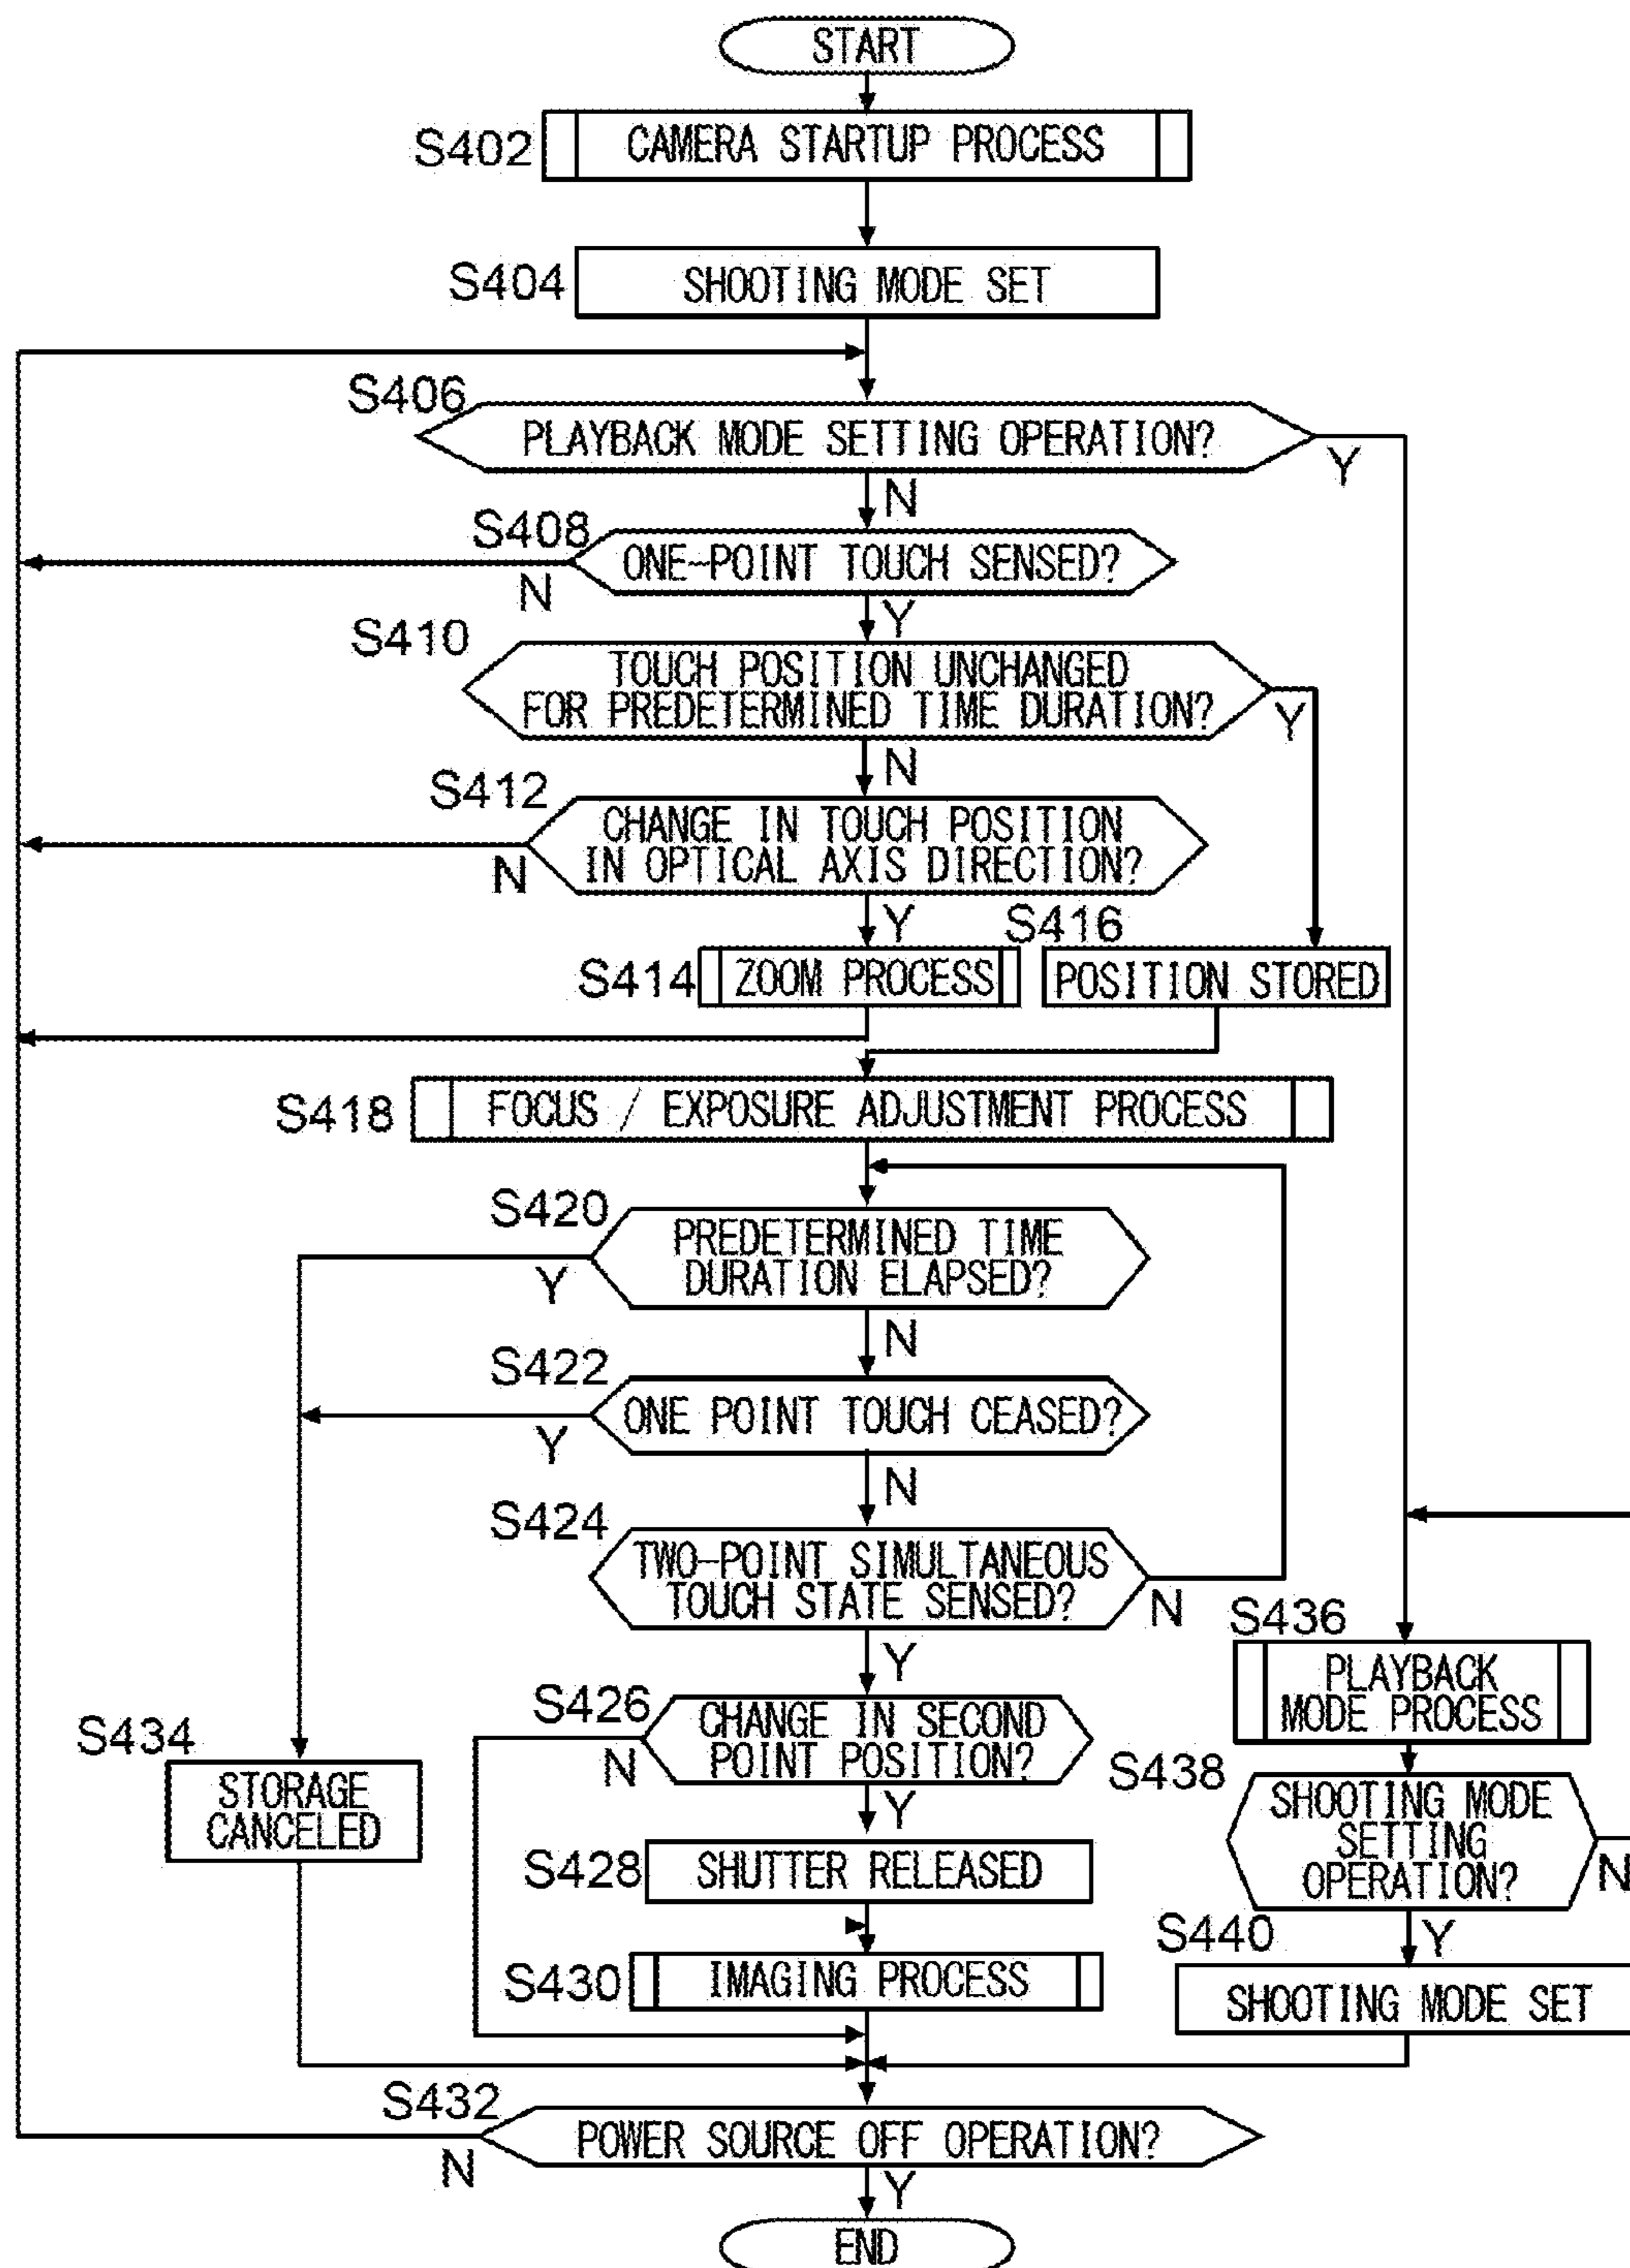 START
S402
CAMERA STARTUP PROCESS
S404
SHOOTING MODE SET
S406
PLAYBACK MODE SETTING OPERATION?
Y
N
S408
ONE-POINT TOUCH SENSED?
N
Y
S410
TOUCH POSITION UNCHANGED
FOR PREDETERMINED TIME DURATION?
Y
N
S412
CHANGE IN TOUCH POSITION
IN OPTICAL AXIS DIRECTION?
N
Y
S416
S414
ZOOM PROCESS
POSITION STORED
S418
FOCUS / EXPOSURE ADJUSTMENT PROCESS
S420
PREDETERMINED TIME
DURATION ELAPSED?
Y
N
S422
ONE POINT TOUCH CEASED?
Y
N
S424
TWO-POINT SIMULTANEOUS
TOUCH STATE SENSED?
N
Y
S436
PLAYBACK
MODE PROCESS
S426
CHANGE IN SECOND
POINT POSITION?
N
Y
S434
STORAGE
CANCELED
S438
SHOOTING MODE
SETTING
OPERATION?
N
Y
S428
SHUTTER RELEASED
S440
SHOOTING MODE SET
S430
IMAGING PROCESS
S432
POWER SOURCE OFF OPERATION?
N
Y
END